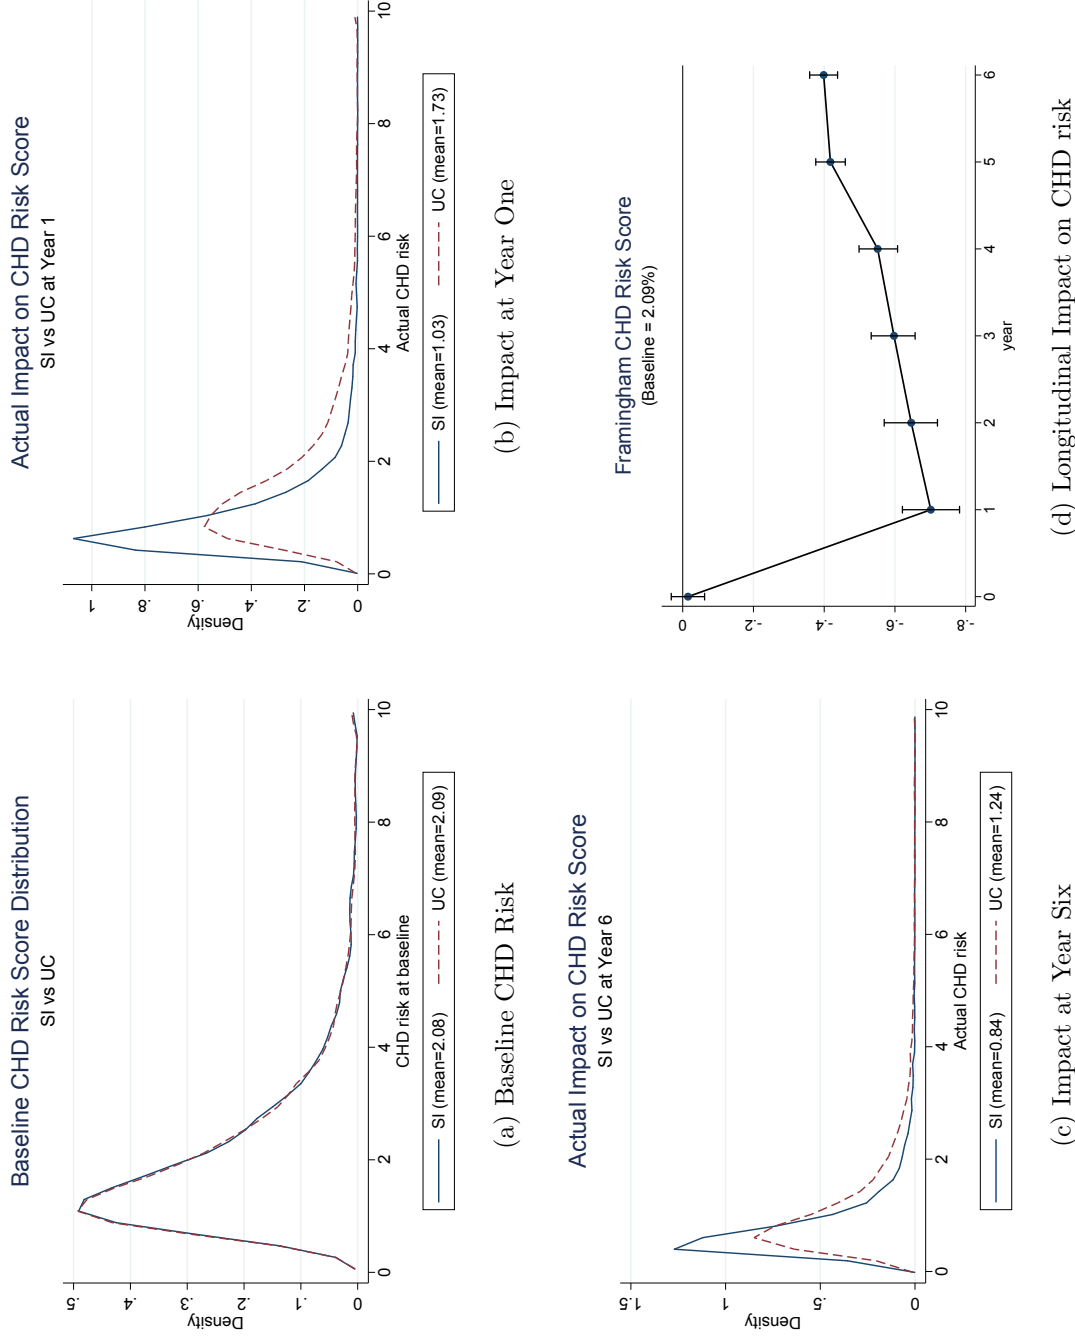 Baseline CHD Risk Score Distribution
SI vs UC
Density
0 .1 .2 .3 .4 .5
0 2 4 6 8 10
CHD risk at baseline
SI (mean=2.08) UC (mean=2.09)
(a) Baseline CHD Risk
Actual Impact on CHD Risk Score
SI vs UC at Year 1
Density
0 .2 .4 .6 .8 1
0 2 4 6 8 10
Actual CHD risk
SI (mean=1.03) UC (mean=1.73)
(b) Impact at Year One
Actual Impact on CHD Risk Score
SI vs UC at Year 6
Density
0 .5 1 1.5
0 2 4 6 8 10
Actual CHD risk
SI (mean=0.84) UC (mean=1.24)
(c) Impact at Year Six
Framingham CHD Risk Score
(Baseline = 2.09%)
-.8 -.6 -.4 -.2 0
0 1 2 3 4 5 6
year
(d) Longitudinal Impact on CHD risk